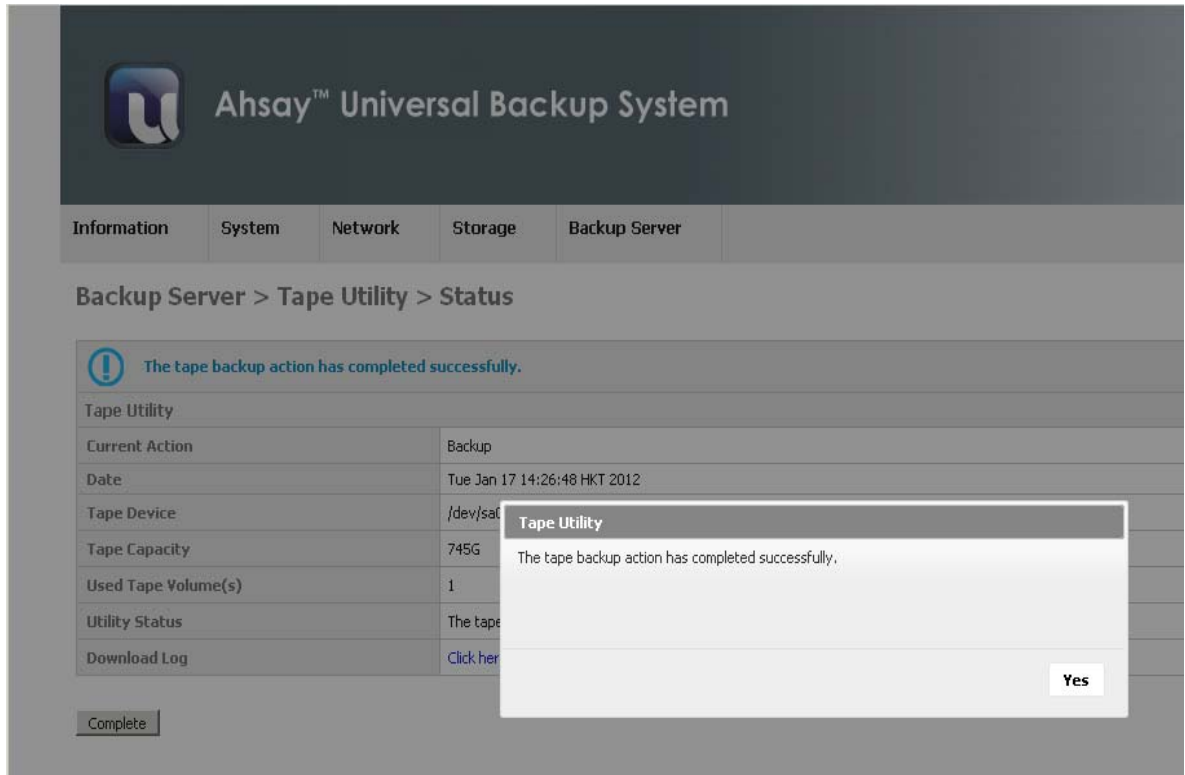 Ahsay™ Universal Backup System
Information System Network Storage Backup Server
Backup Server > Tape Utility > Status
The tape backup action has completed successfully.
Tape Utility
Current Action Backup
Date Tue Jan 17 14:26:48 HKT 2012
Tape Device /dev/sa0
Tape Capacity 745G
Used Tape Volume(s) 1
Utility Status The tape
Download Log Click
Tape Utility
The tape backup action has completed successfully.
Yes
Complete